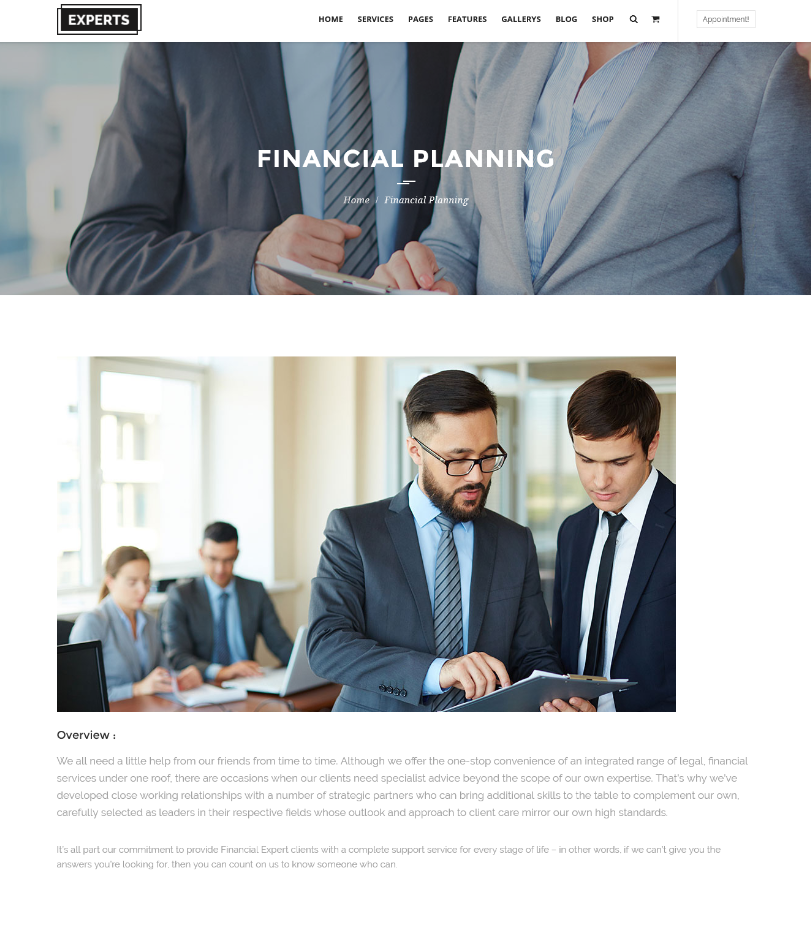 EXPERTS
HOME SERVICES PAGES FEATURES GALLERYS BLOG SHOP Appointment!
FINANCIAL PLANNING
Home / Financial Planning
Overview :
We all need a little help from our friends from time to time. Although we offer the one-stop convenience of an integrated range of legal, financial
services under one roof, there are occasions when our clients need specialist advice beyond the scope of our own expertise. That's why we've
developed close working relationships with a number of strategic partners who can bring additional skills to the table to complement our own,
carefully selected as leaders in their respective fields whose outlook and approach to client care mirror our own high standards.
It's all part our commitment to provide Financial Expert clients with a complete support service for every stage of life – in other words, if we can't give you the
answers you're looking for, then you can count on us to know someone who can.